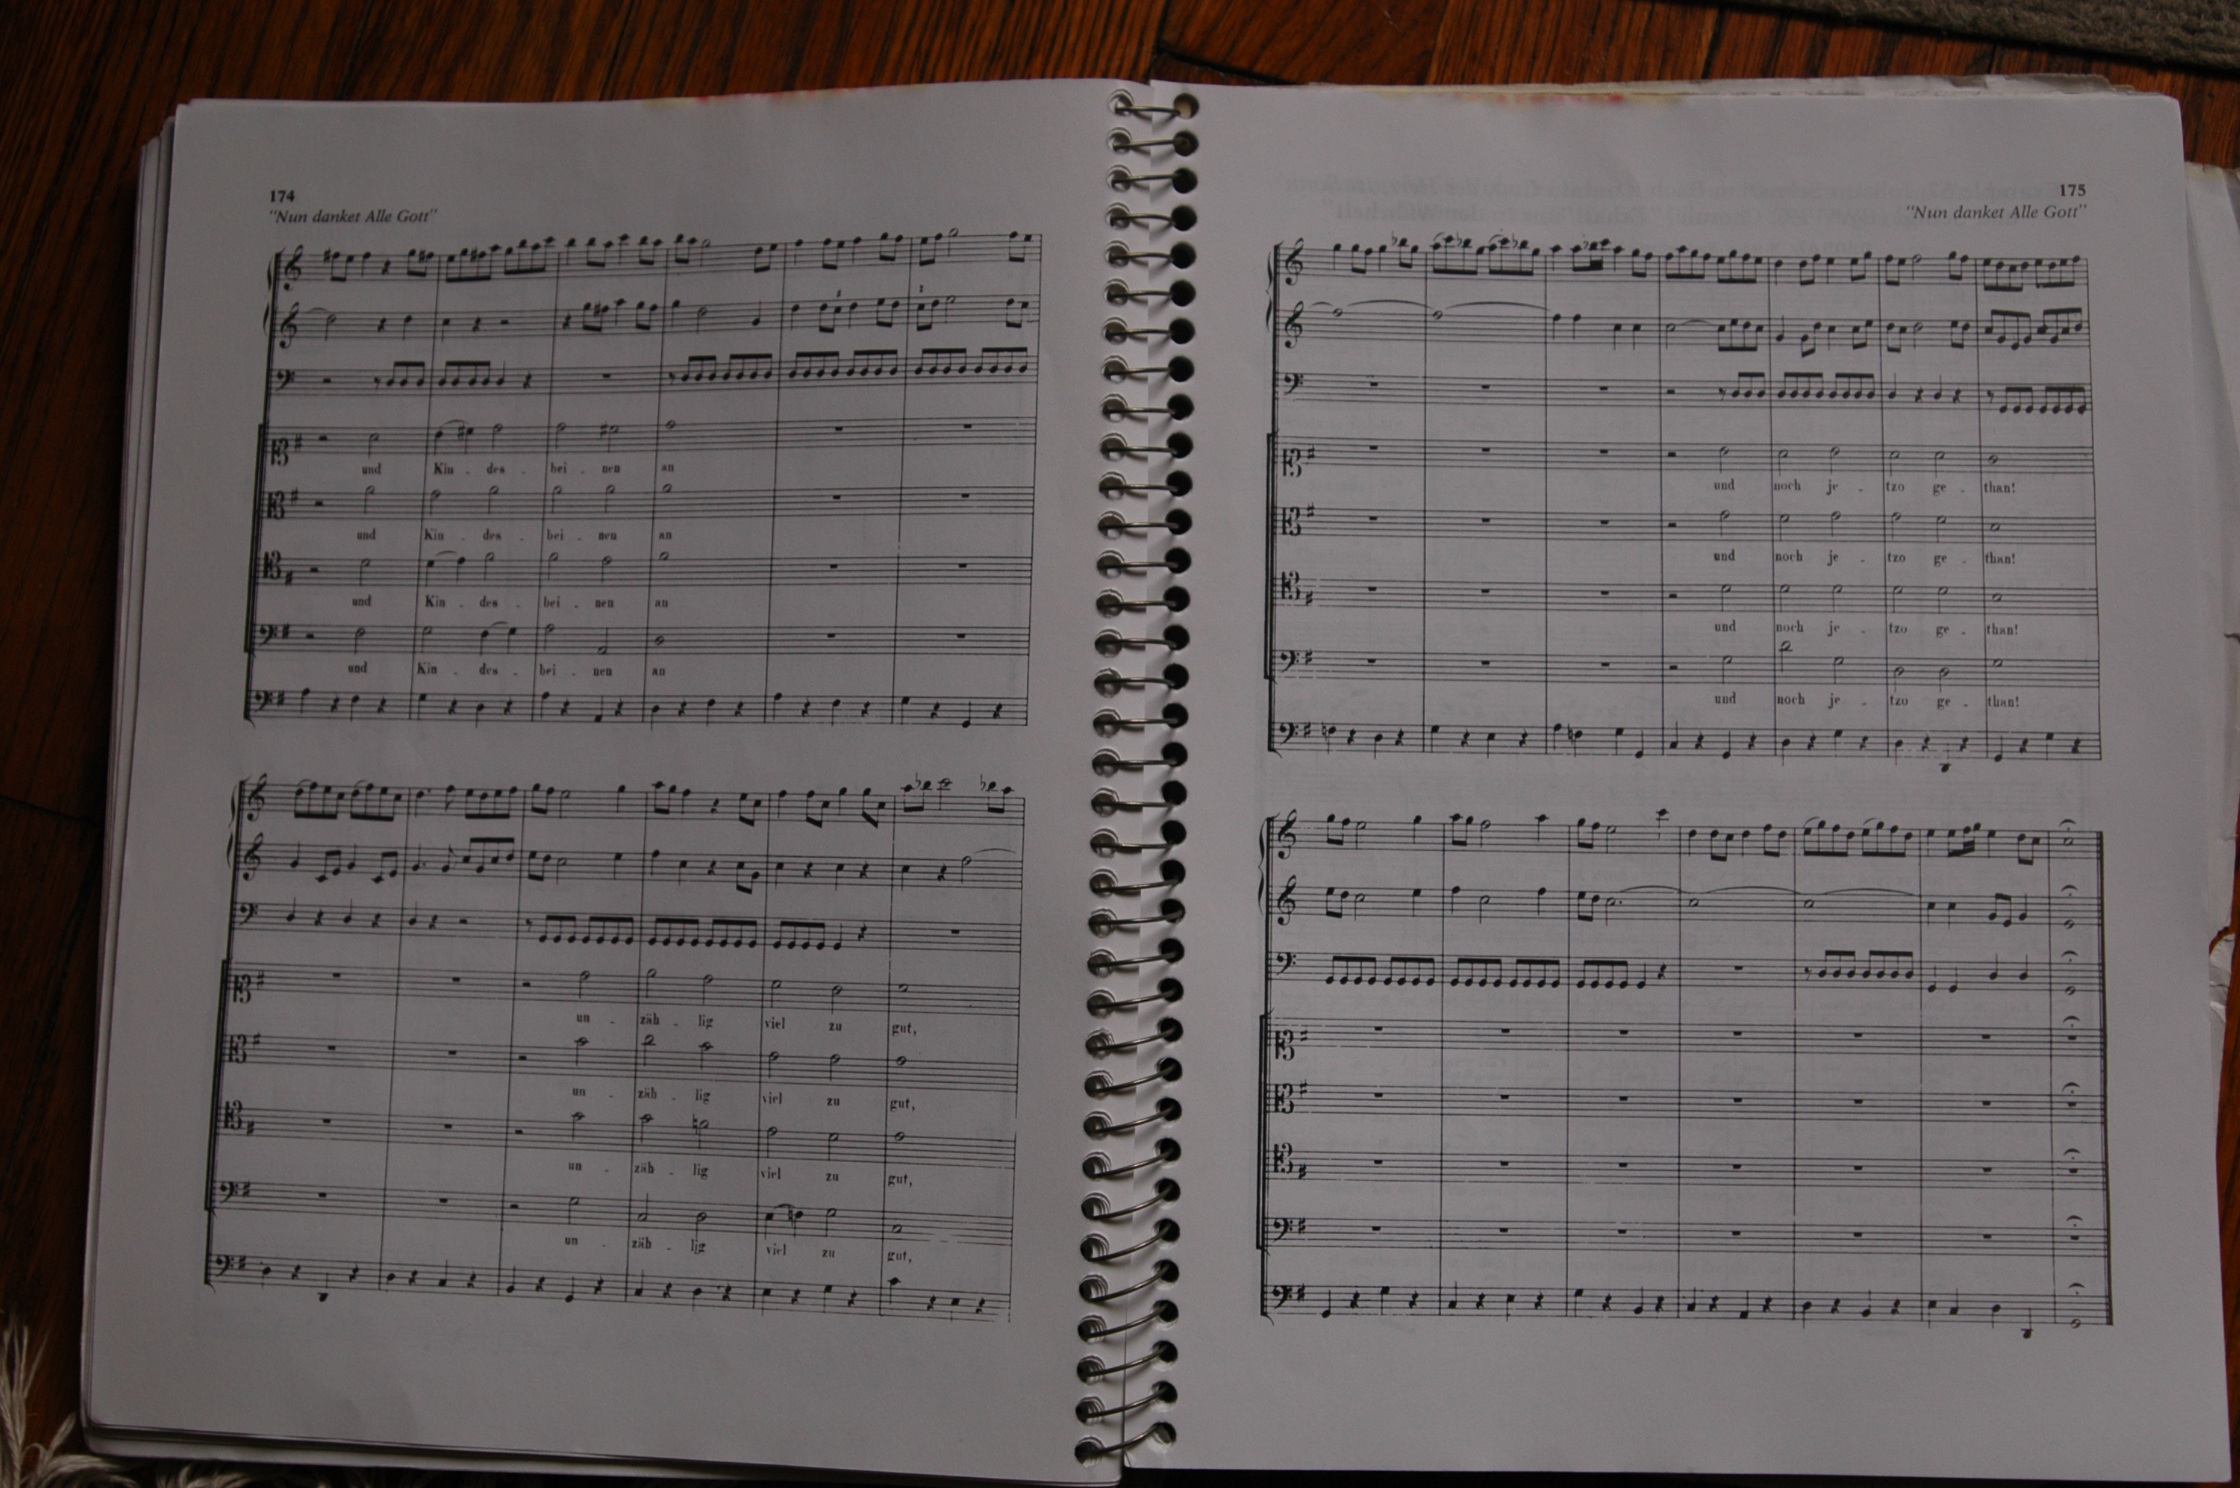 174
"Nun danket Alle Gott"
und Kin - des - bei - nen an
und Kin - des - bei - nen an
und Kin - des - bei - nen an
und Kin - des - bei - nen an
un - zäh - lig viel zu gut,
un - zäh - lig viel zu gut,
un - zäh - lig viel zu gut,
un - zäh - lig viel zu gut,
175
"Nun danket Alle Gott"
und noch je - tzo ge - than!
und noch je - tzo ge - than!
und noch je - tzo ge - than!
und noch je - tzo ge - than!